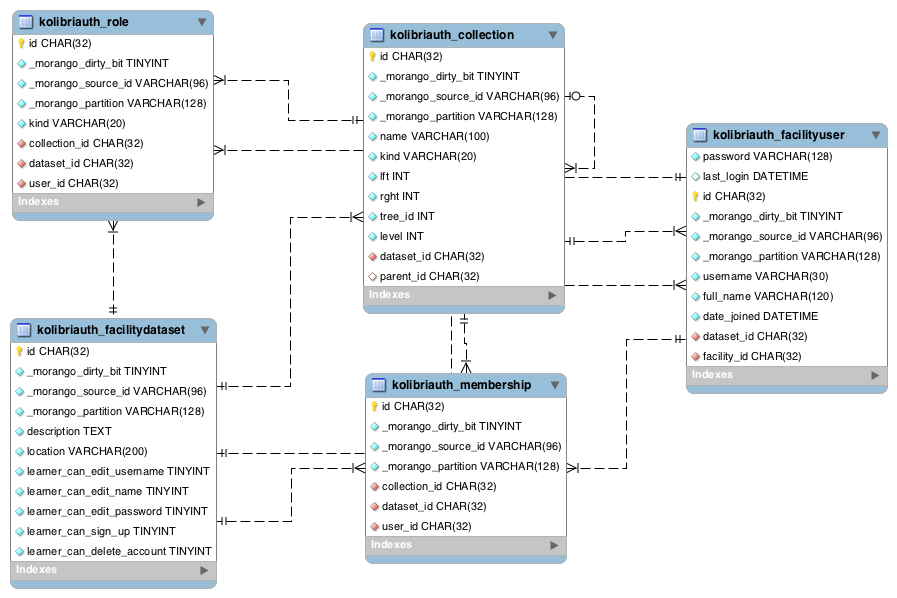 kolibriauth_role
id CHAR(32)
_morango_dirty_bit TINYINT
_morango_source_id VARCHAR(96)
_morango_partition VARCHAR(128)
kind VARCHAR(20)
collection_id CHAR(32)
dataset_id CHAR(32)
user_id CHAR(32)
Indexes
kolibriauth_collection
id CHAR(32)
_morango_dirty_bit TINYINT
_morango_source_id VARCHAR(96)
_morango_partition VARCHAR(128)
name VARCHAR(100)
kind VARCHAR(20)
lft INT
rght INT
tree_id INT
level INT
dataset_id CHAR(32)
parent_id CHAR(32)
Indexes
kolibriauth_facilityuser
password VARCHAR(128)
last_login DATETIME
id CHAR(32)
_morango_dirty_bit TINYINT
_morango_source_id VARCHAR(96)
_morango_partition VARCHAR(128)
username VARCHAR(30)
full_name VARCHAR(120)
date_joined DATETIME
dataset_id CHAR(32)
facility_id CHAR(32)
Indexes
kolibriauth_facilitydataset
id CHAR(32)
_morango_dirty_bit TINYINT
_morango_source_id VARCHAR(96)
_morango_partition VARCHAR(128)
description TEXT
location VARCHAR(200)
learner_can_edit_username TINYINT
learner_can_edit_name TINYINT
learner_can_edit_password TINYINT
learner_can_sign_up TINYINT
learner_can_delete_account TINYINT
Indexes
kolibriauth_membership
id CHAR(32)
_morango_dirty_bit TINYINT
_morango_source_id VARCHAR(96)
_morango_partition VARCHAR(128)
collection_id CHAR(32)
dataset_id CHAR(32)
user_id CHAR(32)
Indexes